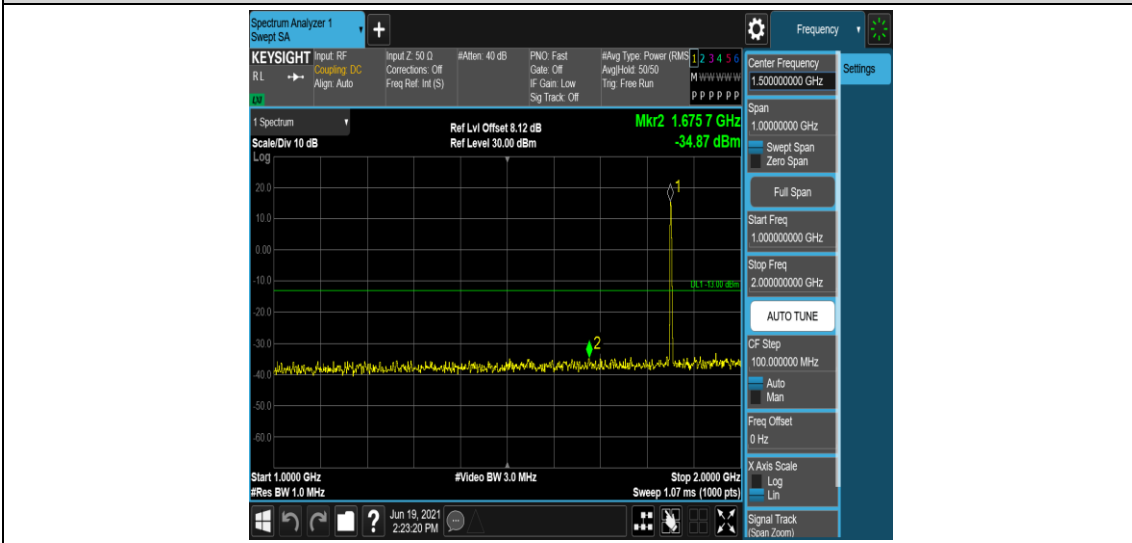 Spectrum Analyzer 1
Swept SA
+
Frequency
KEYSIGHT
R L
LXI
Input: RF
Coupling: DC
Align: Auto
Input Z: 50 Ω
Corrections: Off
Freq Ref: Int (S)
#Atten: 40 dB
PNO: Fast
Gate: Off
IF Gain: Low
Sig Track: Off
#Avg Type: Power (RMS
Avg|Hold: 50/50
Trig: Free Run
1 2 3 4 5 6
M W W W W W
P P P P P P
1 Spectrum
Scale/Div 10 dB
Log
Ref Lvl Offset 8.12 dB
Ref Level 30.00 dBm
Mkr2 1.675 7 GHz
-34.87 dBm
20.0
10.0
0.00
-10.0
-20.0
-30.0
-40.0
-50.0
-60.0
1
DL1 -13.00 dBm
2
Start 1.0000 GHz
#Res BW 1.0 MHz
#Video BW 3.0 MHz
Stop 2.0000 GHz
Sweep 1.07 ms (1000 pts)
?
Jun 19, 2021
2:23:20 PM
Center Frequency
1.500000000 GHz
Settings
Span
1.00000000 GHz
Swept Span
Zero Span
Full Span
Start Freq
1.000000000 GHz
Stop Freq
2.000000000 GHz
AUTO TUNE
CF Step
100.000000 MHz
Auto
Man
Freq Offset
0 Hz
X Axis Scale
Log
Lin
Signal Track
(Span Zoom)